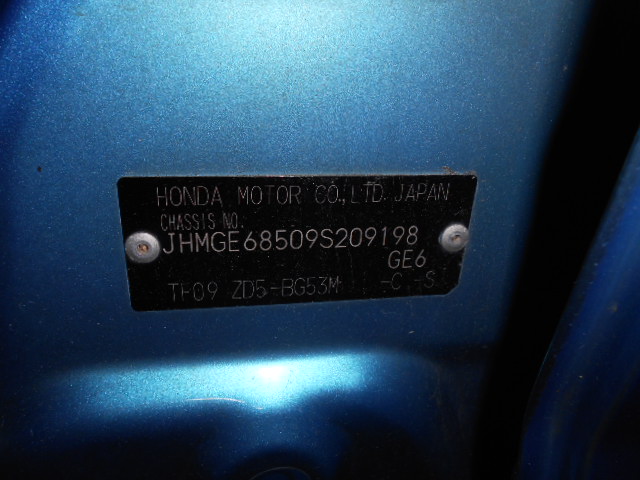 HONDA MOTOR CO.,LTD. JAPAN
CHASSIS NO.
JHMGE68509S209198
GE6
TF09 ZD5-BG53M -C -S